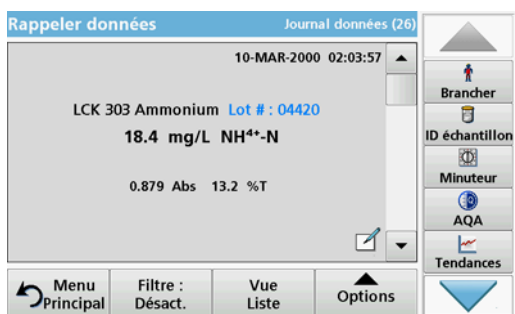 Rappeler données
Journal données (26)
10-MAR-2000 02:03:57
LCK 303 Ammonium Lot # : 04420
18.4 mg/L NH⁴⁺-N
0.879 Abs 13.2 %T
Brancher
ID échantillon
Minuteur
AQA
Tendances
Menu
Principal
Filtre :
Désact.
Vue
Liste
Options